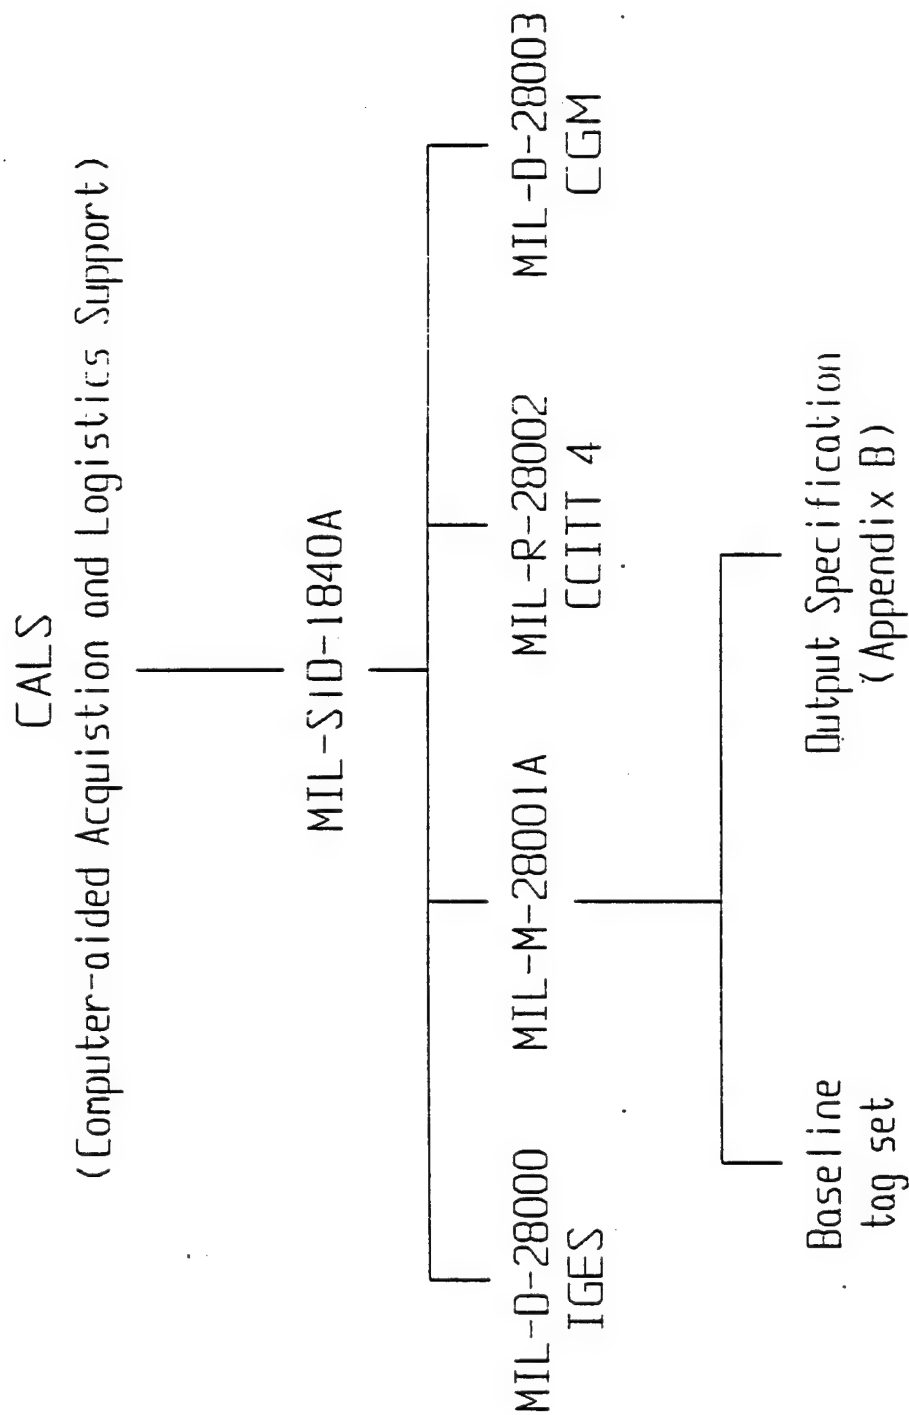 CALS
(Computer-aided Acquistion and Logistics Support)
MIL-STD-1840A
MIL-D-28000
IGES
MIL-M-28001A
MIL-R-28002
CCITT 4
MIL-D-28003
CGM
Baseline
tag set
Output Specification
(Appendix B)